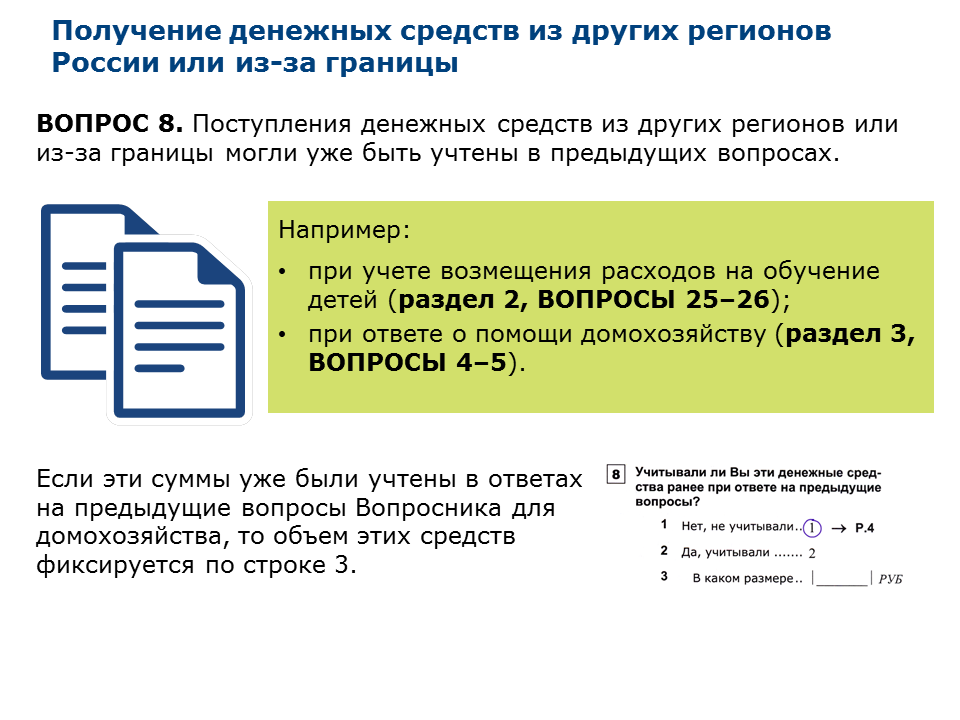 Получение денежных средств из других регионов
России или из-за границы
ВОПРОС 8. Поступления денежных средств из других регионов или
из-за границы могли уже быть учтены в предыдущих вопросах.
Например:
• при учете возмещения расходов на обучение
детей (раздел 2, ВОПРОСЫ 25–26);
• при ответе о помощи домохозяйству (раздел 3,
ВОПРОСЫ 4–5).
Если эти суммы уже были учтены в ответах
на предыдущие вопросы Вопросника для
домохозяйства, то объем этих средств
фиксируется по строке 3.
8 Учитывали ли Вы эти денежные сред-
ства ранее при ответе на предыдущие
вопросы?
1 Нет, не учитывали.. 1 → Р.4
2 Да, учитывали ....... 2
3 В каком размере.. |_______| РУБ